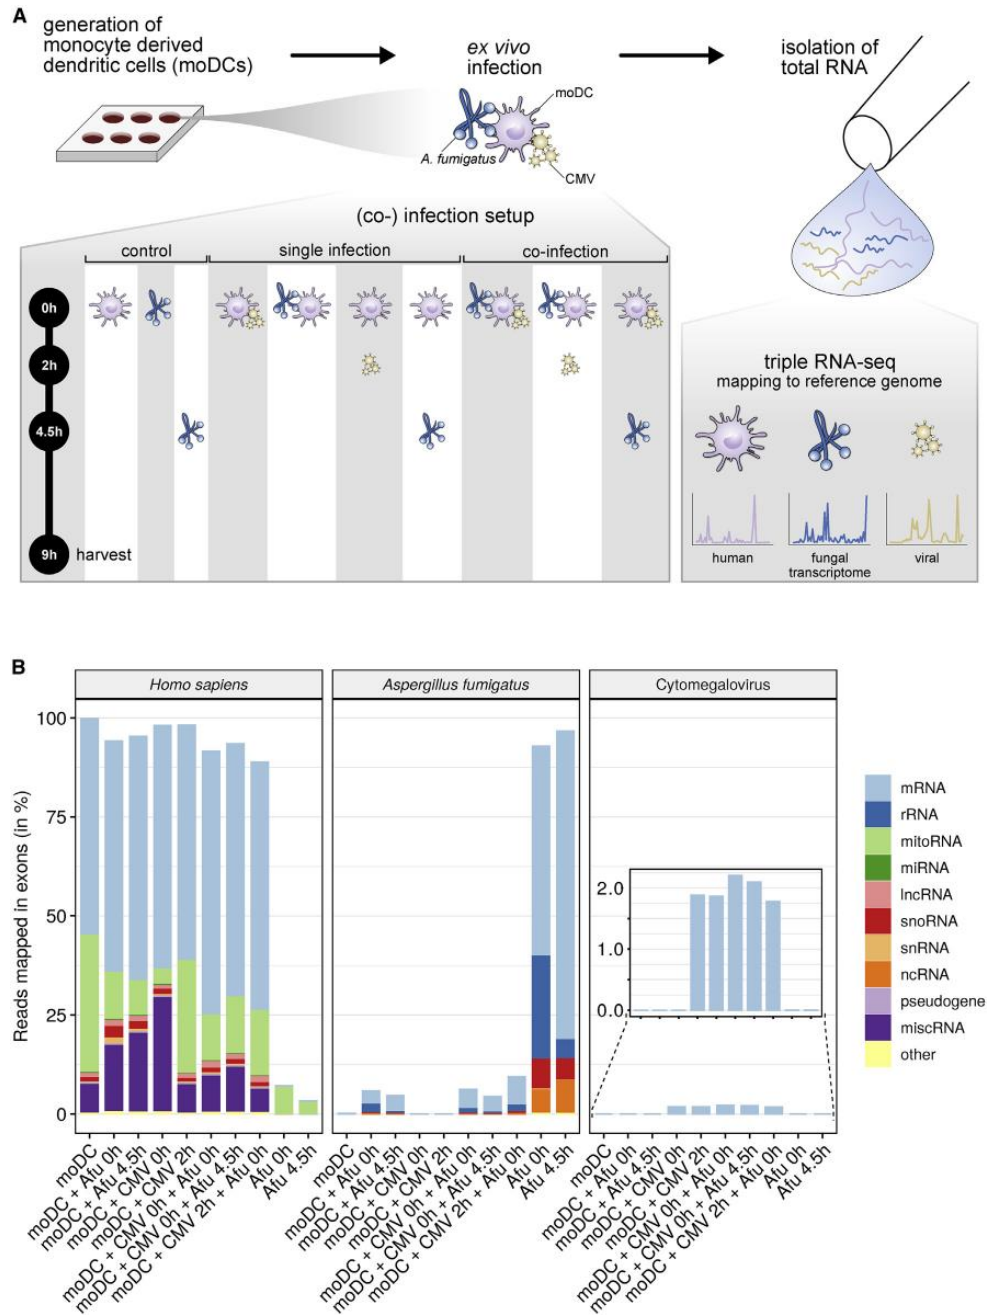 A
generation of
monocyte derived
dendritic cells (moDCs)
ex vivo
infection
isolation of
total RNA
moDC
A. fumigatus
CMV
(co-) infection setup
control
single infection
co-infection
0h
2h
4.5h
9h
harvest
triple RNA-seq
mapping to reference genome
human
fungal
transcriptome
viral
B
Homo sapiens
Aspergillus fumigatus
Cytomegalovirus
Reads mapped in exons (in %)
100
75
50
25
0
2.0
1.0
0.0
mRNA
rRNA
mitoRNA
miRNA
lncRNA
snoRNA
snRNA
ncRNA
pseudogene
miscRNA
other
moDC
moDC + Afu 0h
moDC + Afu 4.5h
moDC + CMV 0h
moDC + CMV 2h
moDC + CMV 0h + Afu 0h
moDC + CMV 0h + Afu 4.5h
moDC + CMV 2h + Afu 0h
Afu 0h
Afu 4.5h
moDC
moDC + Afu 0h
moDC + Afu 4.5h
moDC + CMV 0h
moDC + CMV 2h
moDC + CMV 0h + Afu 0h
moDC + CMV 0h + Afu 4.5h
moDC + CMV 2h + Afu 0h
Afu 0h
Afu 4.5h
moDC
moDC + Afu 0h
moDC + Afu 4.5h
moDC + CMV 0h
moDC + CMV 2h
moDC + CMV 0h + Afu 0h
moDC + CMV 0h + Afu 4.5h
moDC + CMV 2h + Afu 0h
Afu 0h
Afu 4.5h